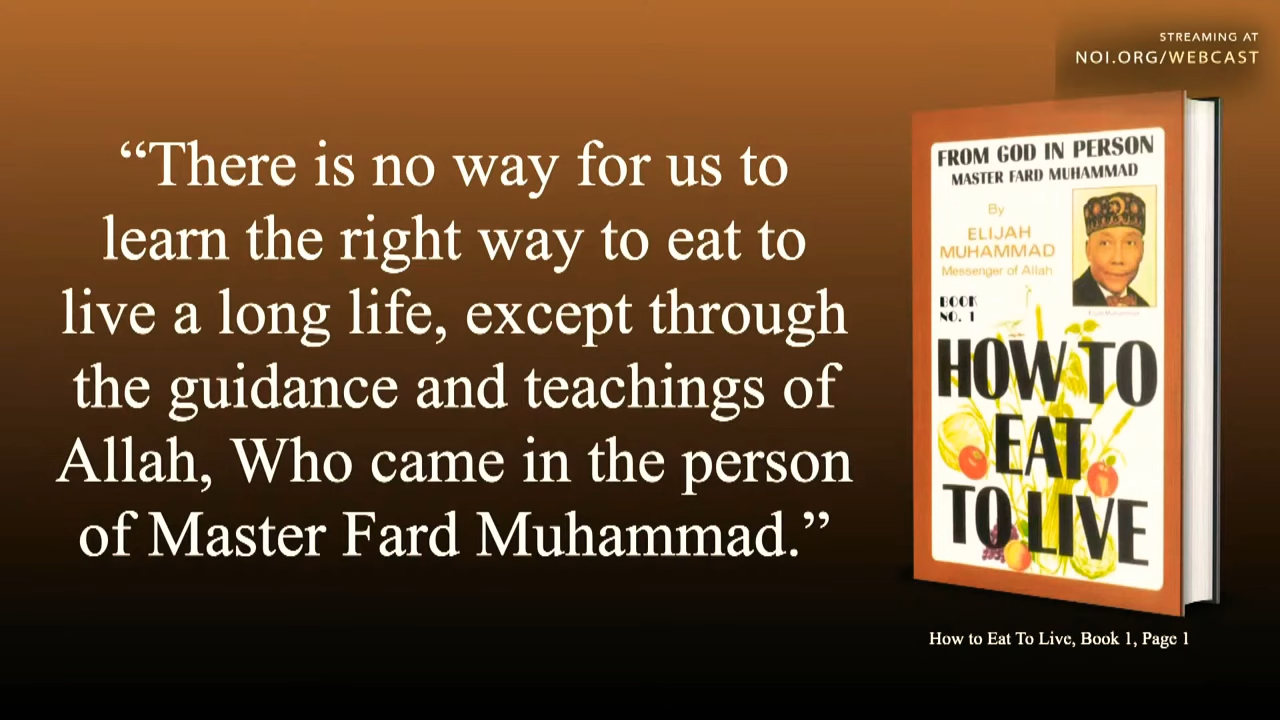 STREAMING AT
NOI.ORG/WEBCAST
“There is no way for us to
learn the right way to eat to
live a long life, except through
the guidance and teachings of
Allah, Who came in the person
of Master Fard Muhammad.”
FROM GOD IN PERSON
MASTER FARD MUHAMMAD
By
ELIJAH
MUHAMMAD
Messenger of Allah
BOOK
NO. 1
HOW TO
EAT
TO LIVE
How to Eat To Live, Book 1, Page 1